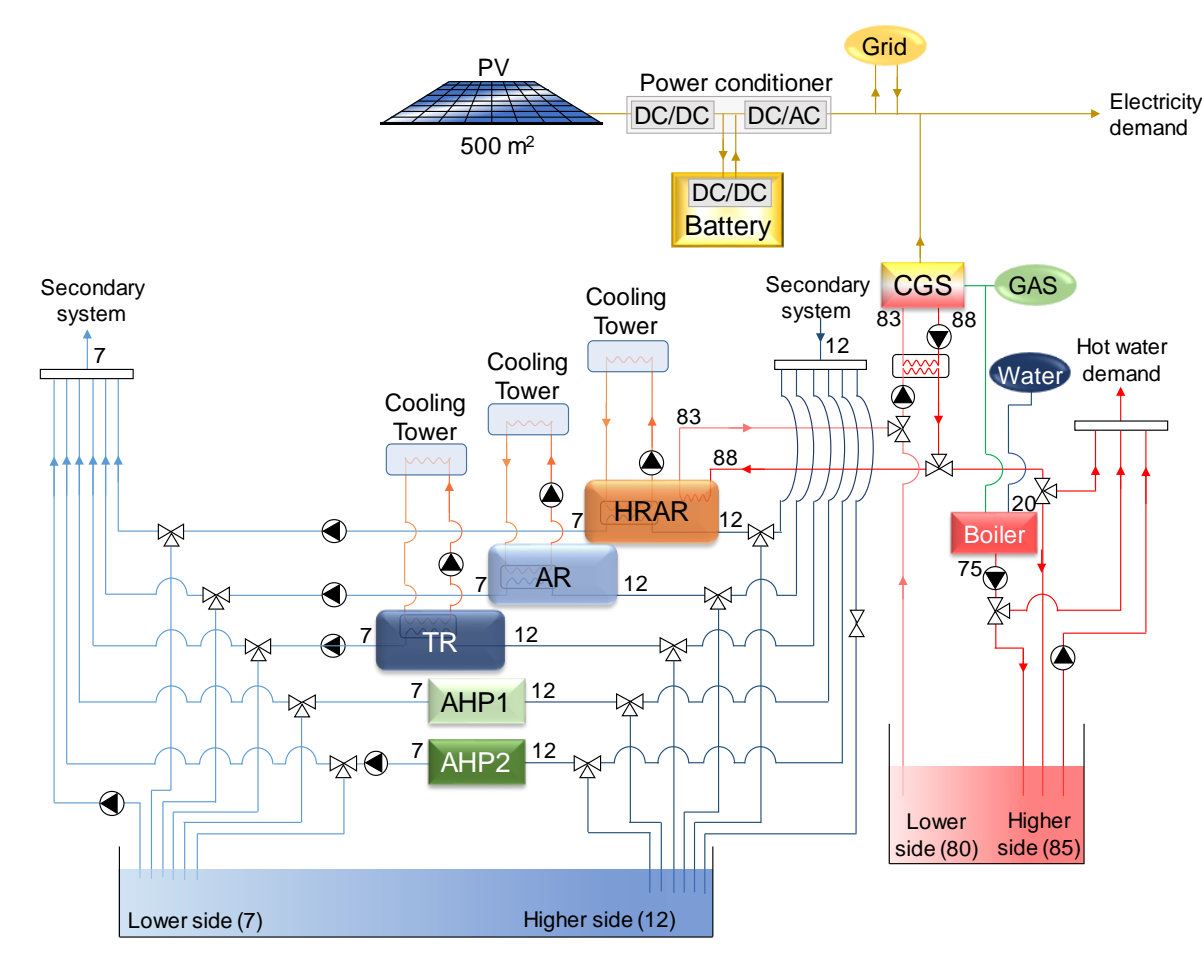 Grid
PV
Power conditioner
DC/DC
DC/AC
Electricity
demand
500 m²
DC/DC
Battery
CGS
GAS
Secondary
system
Cooling
Tower
Secondary
system
83
88
Hot water
demand
7
12
Water
Cooling
Tower
Cooling
Tower
83
88
HRAR
7
12
20
Boiler
75
AR
7
12
TR
7
12
7
AHP1
12
7
AHP2
12
Lower
side (80)
Higher
side (85)
Lower side (7)
Higher side (12)